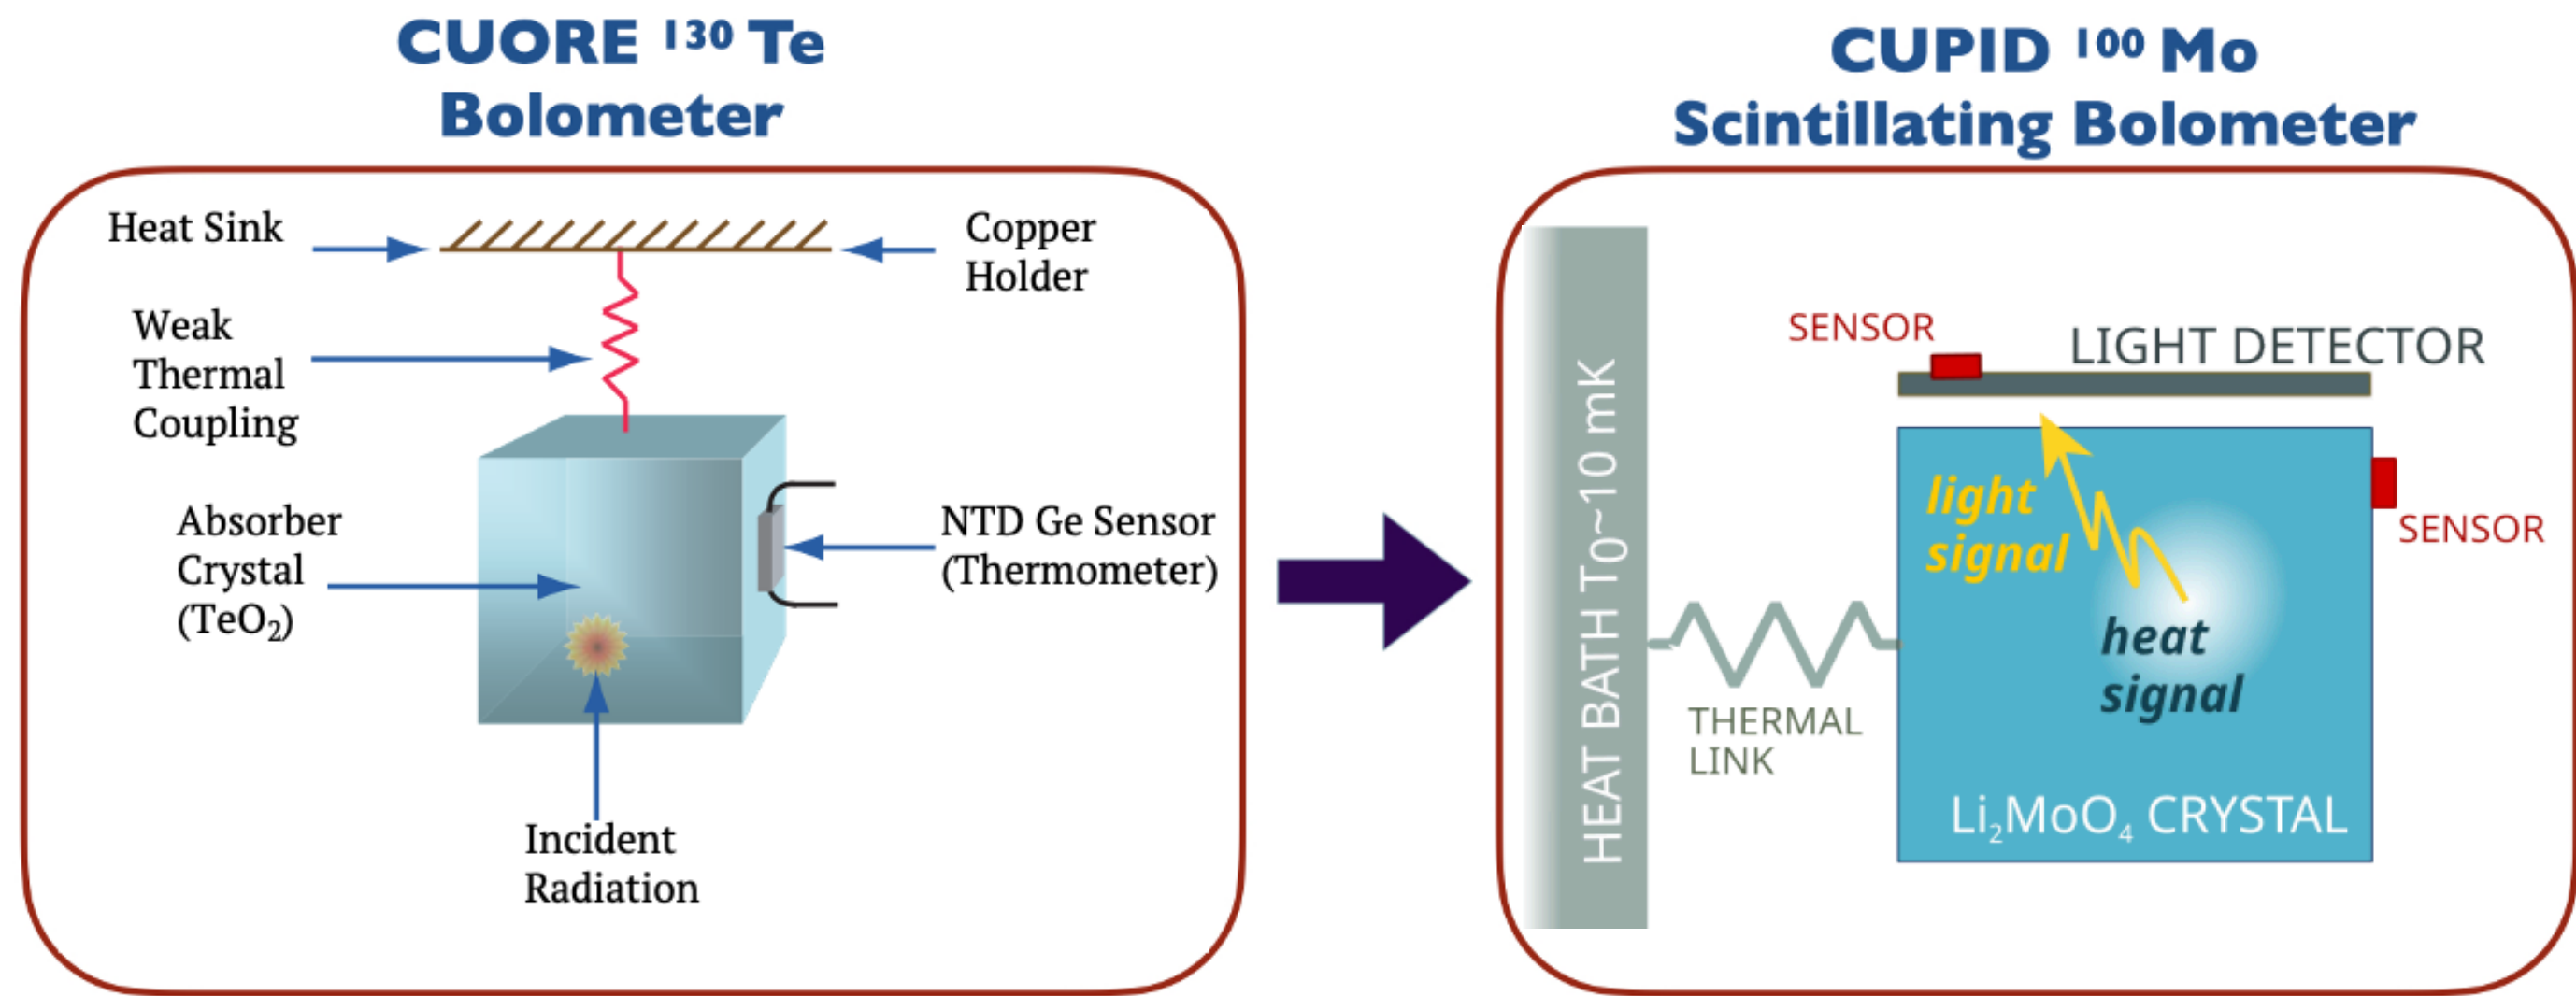 CUORE ¹³⁰ Te
Bolometer
Heat Sink
Copper
Holder
Weak
Thermal
Coupling
Absorber
Crystal
(TeO₂)
NTD Ge Sensor
(Thermometer)
Incident
Radiation
CUPID ¹⁰⁰ Mo
Scintillating Bolometer
HEAT BATH T0~10 mK
SENSOR
LIGHT DETECTOR
light
signal
SENSOR
heat
signal
THERMAL
LINK
Li₂MoO₄ CRYSTAL